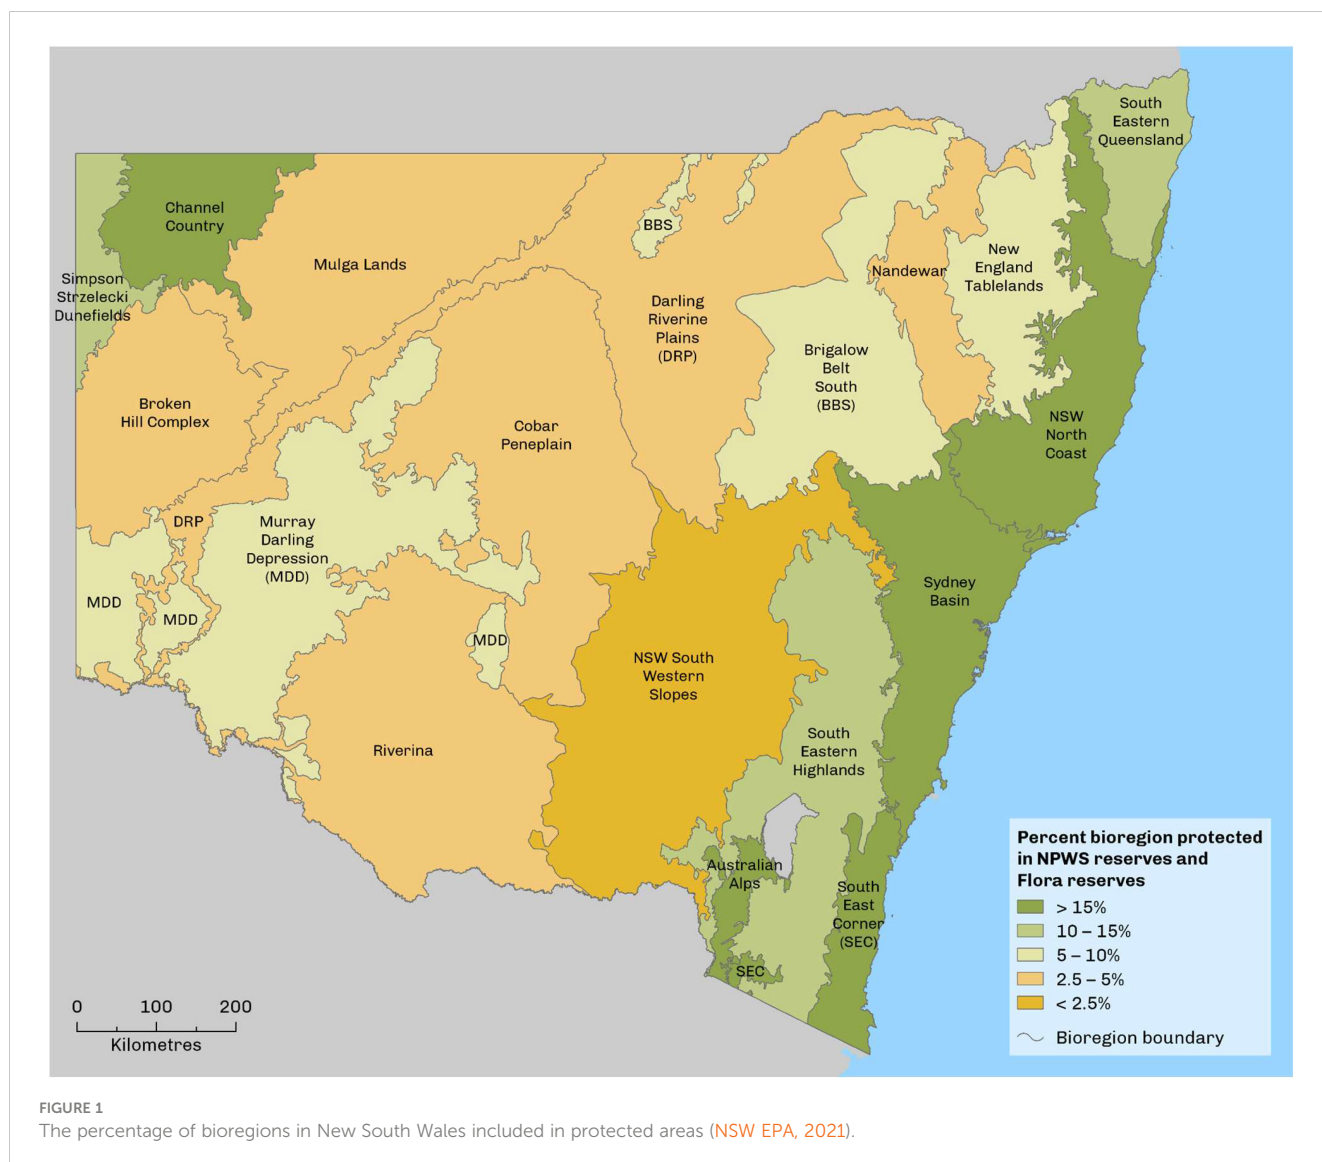 South
Eastern
Queensland
Channel
Country
BBS
Mulga Lands
New
England
Tablelands
Nandewar
Simpson
Strzelecki
Dunefields
Darling
Riverine
Plains
(DRP)
Brigalow
Belt
South
(BBS)
Broken
Hill Complex
Cobar
Peneplain
NSW
North
Coast
DRP
Murray
Darling
Depression
(MDD)
Sydney
Basin
MDD
MDD
MDD
NSW South
Western
Slopes
Riverina
South
Eastern
Highlands
Australian
Alps
South
East
Corner
(SEC)
SEC
Percent bioregion protected
in NPWS reserves and
Flora reserves
> 15%
10 – 15%
5 – 10%
2.5 – 5%
< 2.5%
Bioregion boundary
0 100 200
Kilometres
FIGURE 1
The percentage of bioregions in New South Wales included in protected areas (NSW EPA, 2021).